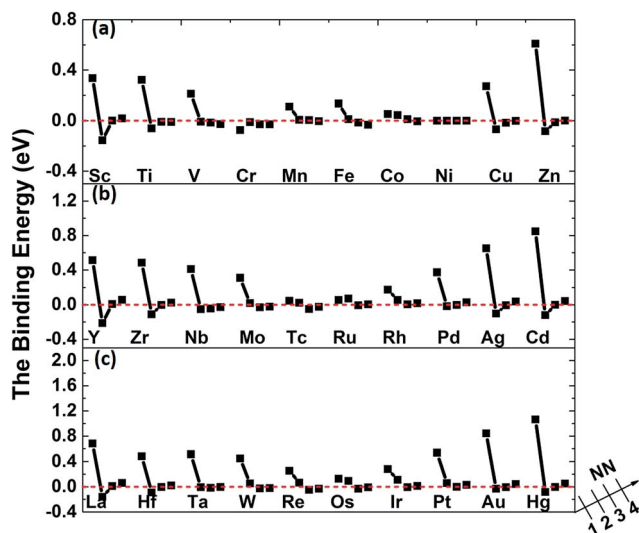 The Binding Energy (eV)
(a)
0.8
0.4
0.0
-0.4
Sc Ti V Cr Mn Fe Co Ni Cu Zn
(b)
1.2
0.8
0.4
0.0
-0.4
Y Zr Nb Mo Tc Ru Rh Pd Ag Cd
(c)
2.0
1.6
1.2
0.8
0.4
0.0
-0.4
La Hf Ta W Re Os Ir Pt Au Hg
NN
1 2 3 4